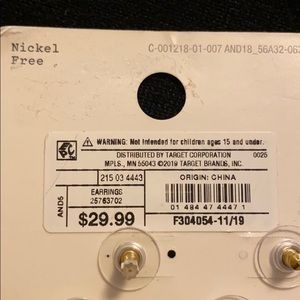 Nickel
Free
C-001218-01-007 AND18_56A32-06
WARNING: Not intended for children ages 15 and under.
DISTRIBUTED BY TARGET CORPORATION 0025
MPLS., MN 55043 ©2019 TARGET BRANDS, INC.
215 03 4443
ORIGIN: CHINA
AND5
EARRINGS
25763702
$29.99
01 484 47 4447 1
F304054-11/19